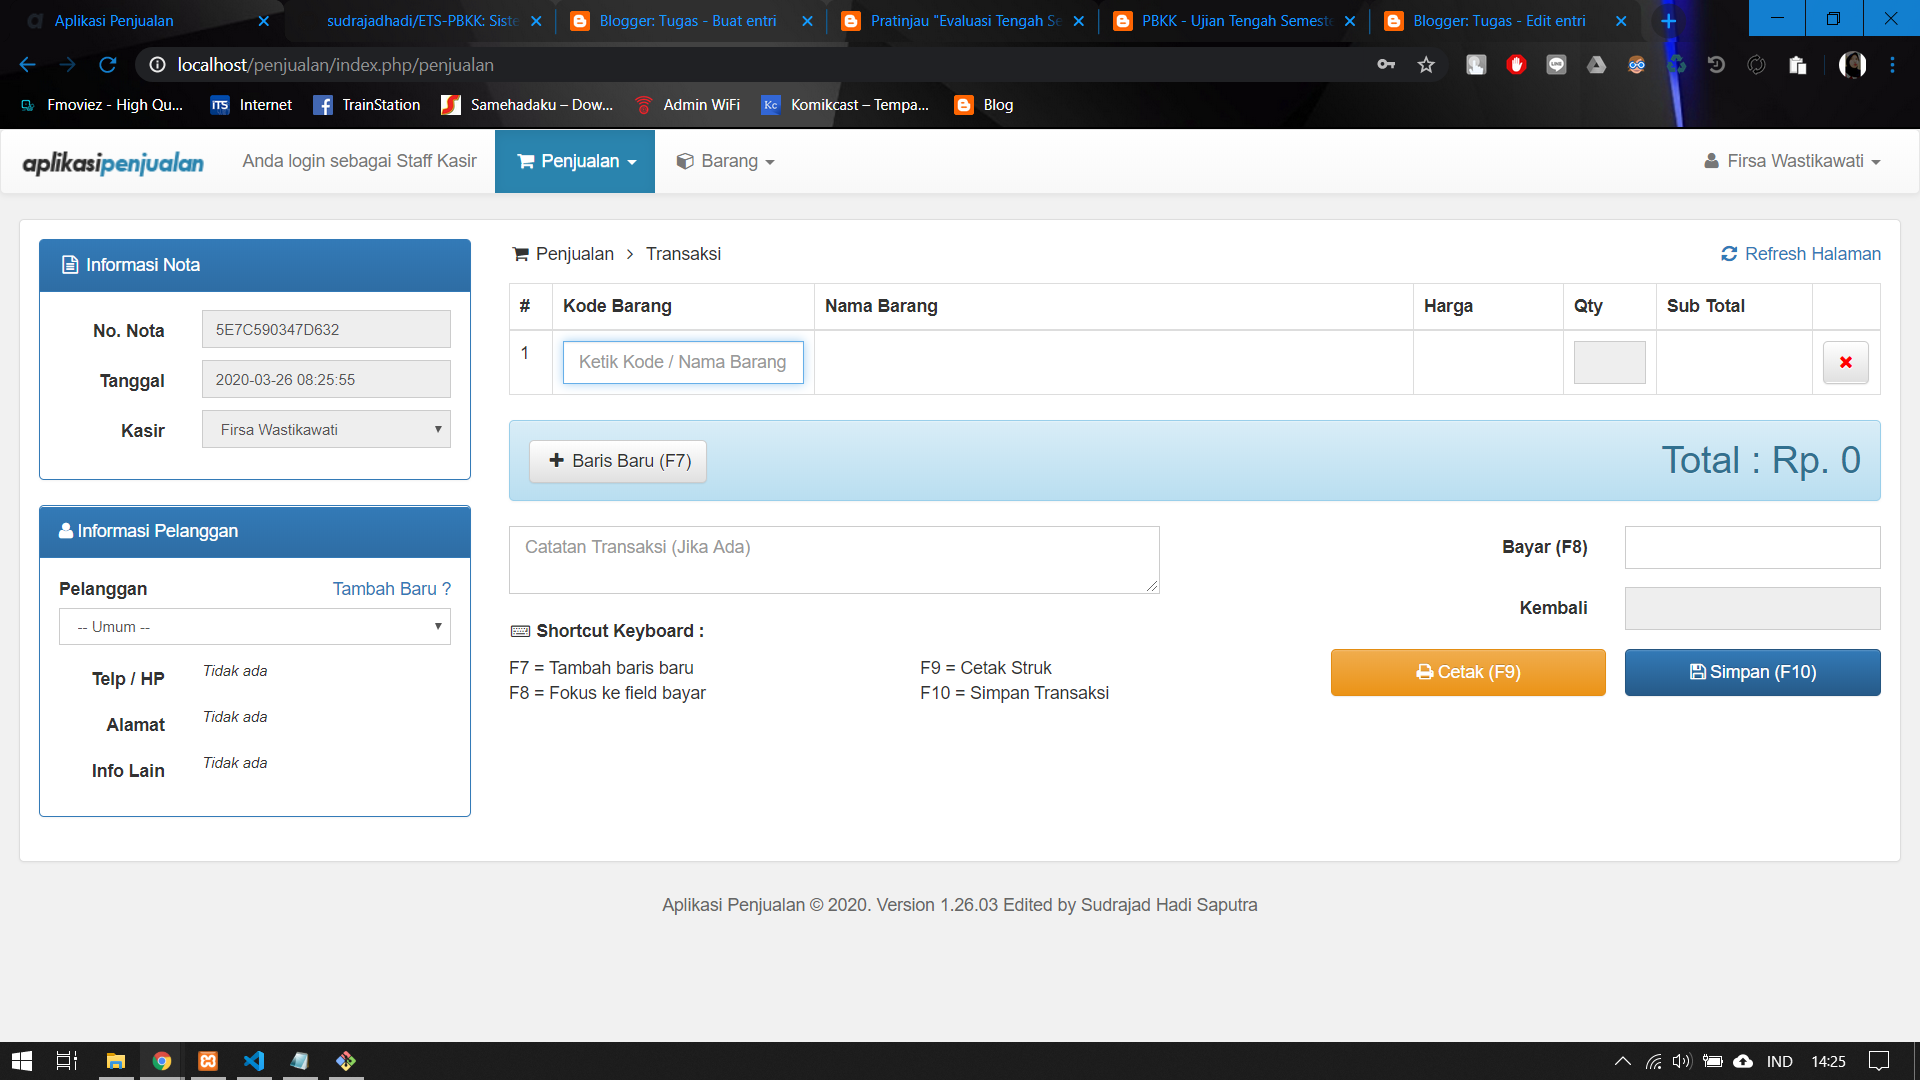 Aplikasi Penjualan
sudrajadhadi/ETS-PBKK: Siste
Blogger: Tugas - Buat entri
Pratinjau "Evaluasi Tengah Se
PBKK - Ujian Tengah Semeste
Blogger: Tugas - Edit entri
localhost/penjualan/index.php/penjualan
Fmoviez - High Qu...
ITS Internet
TrainStation
Samehadaku – Dow...
Admin WiFi
Kc Komikcast – Tempa...
Blog
aplikasipenjualan
Anda login sebagai Staff Kasir
Penjualan
Barang
Firsa Wastikawati
Informasi Nota
No. Nota 5E7C590347D632
Tanggal 2020-03-26 08:25:55
Kasir Firsa Wastikawati
Informasi Pelanggan
Pelanggan Tambah Baru ?
-- Umum --
Telp / HP Tidak ada
Alamat Tidak ada
Info Lain Tidak ada
Penjualan > Transaksi
Refresh Halaman
# Kode Barang Nama Barang Harga Qty Sub Total
1 Ketik Kode / Nama Barang
Baris Baru (F7)
Total : Rp. 0
Catatan Transaksi (Jika Ada)
Bayar (F8)
Kembali
Shortcut Keyboard :
F7 = Tambah baris baru F9 = Cetak Struk
F8 = Fokus ke field bayar F10 = Simpan Transaksi
Cetak (F9)
Simpan (F10)
Aplikasi Penjualan © 2020. Version 1.26.03 Edited by Sudrajad Hadi Saputra
IND 14:25